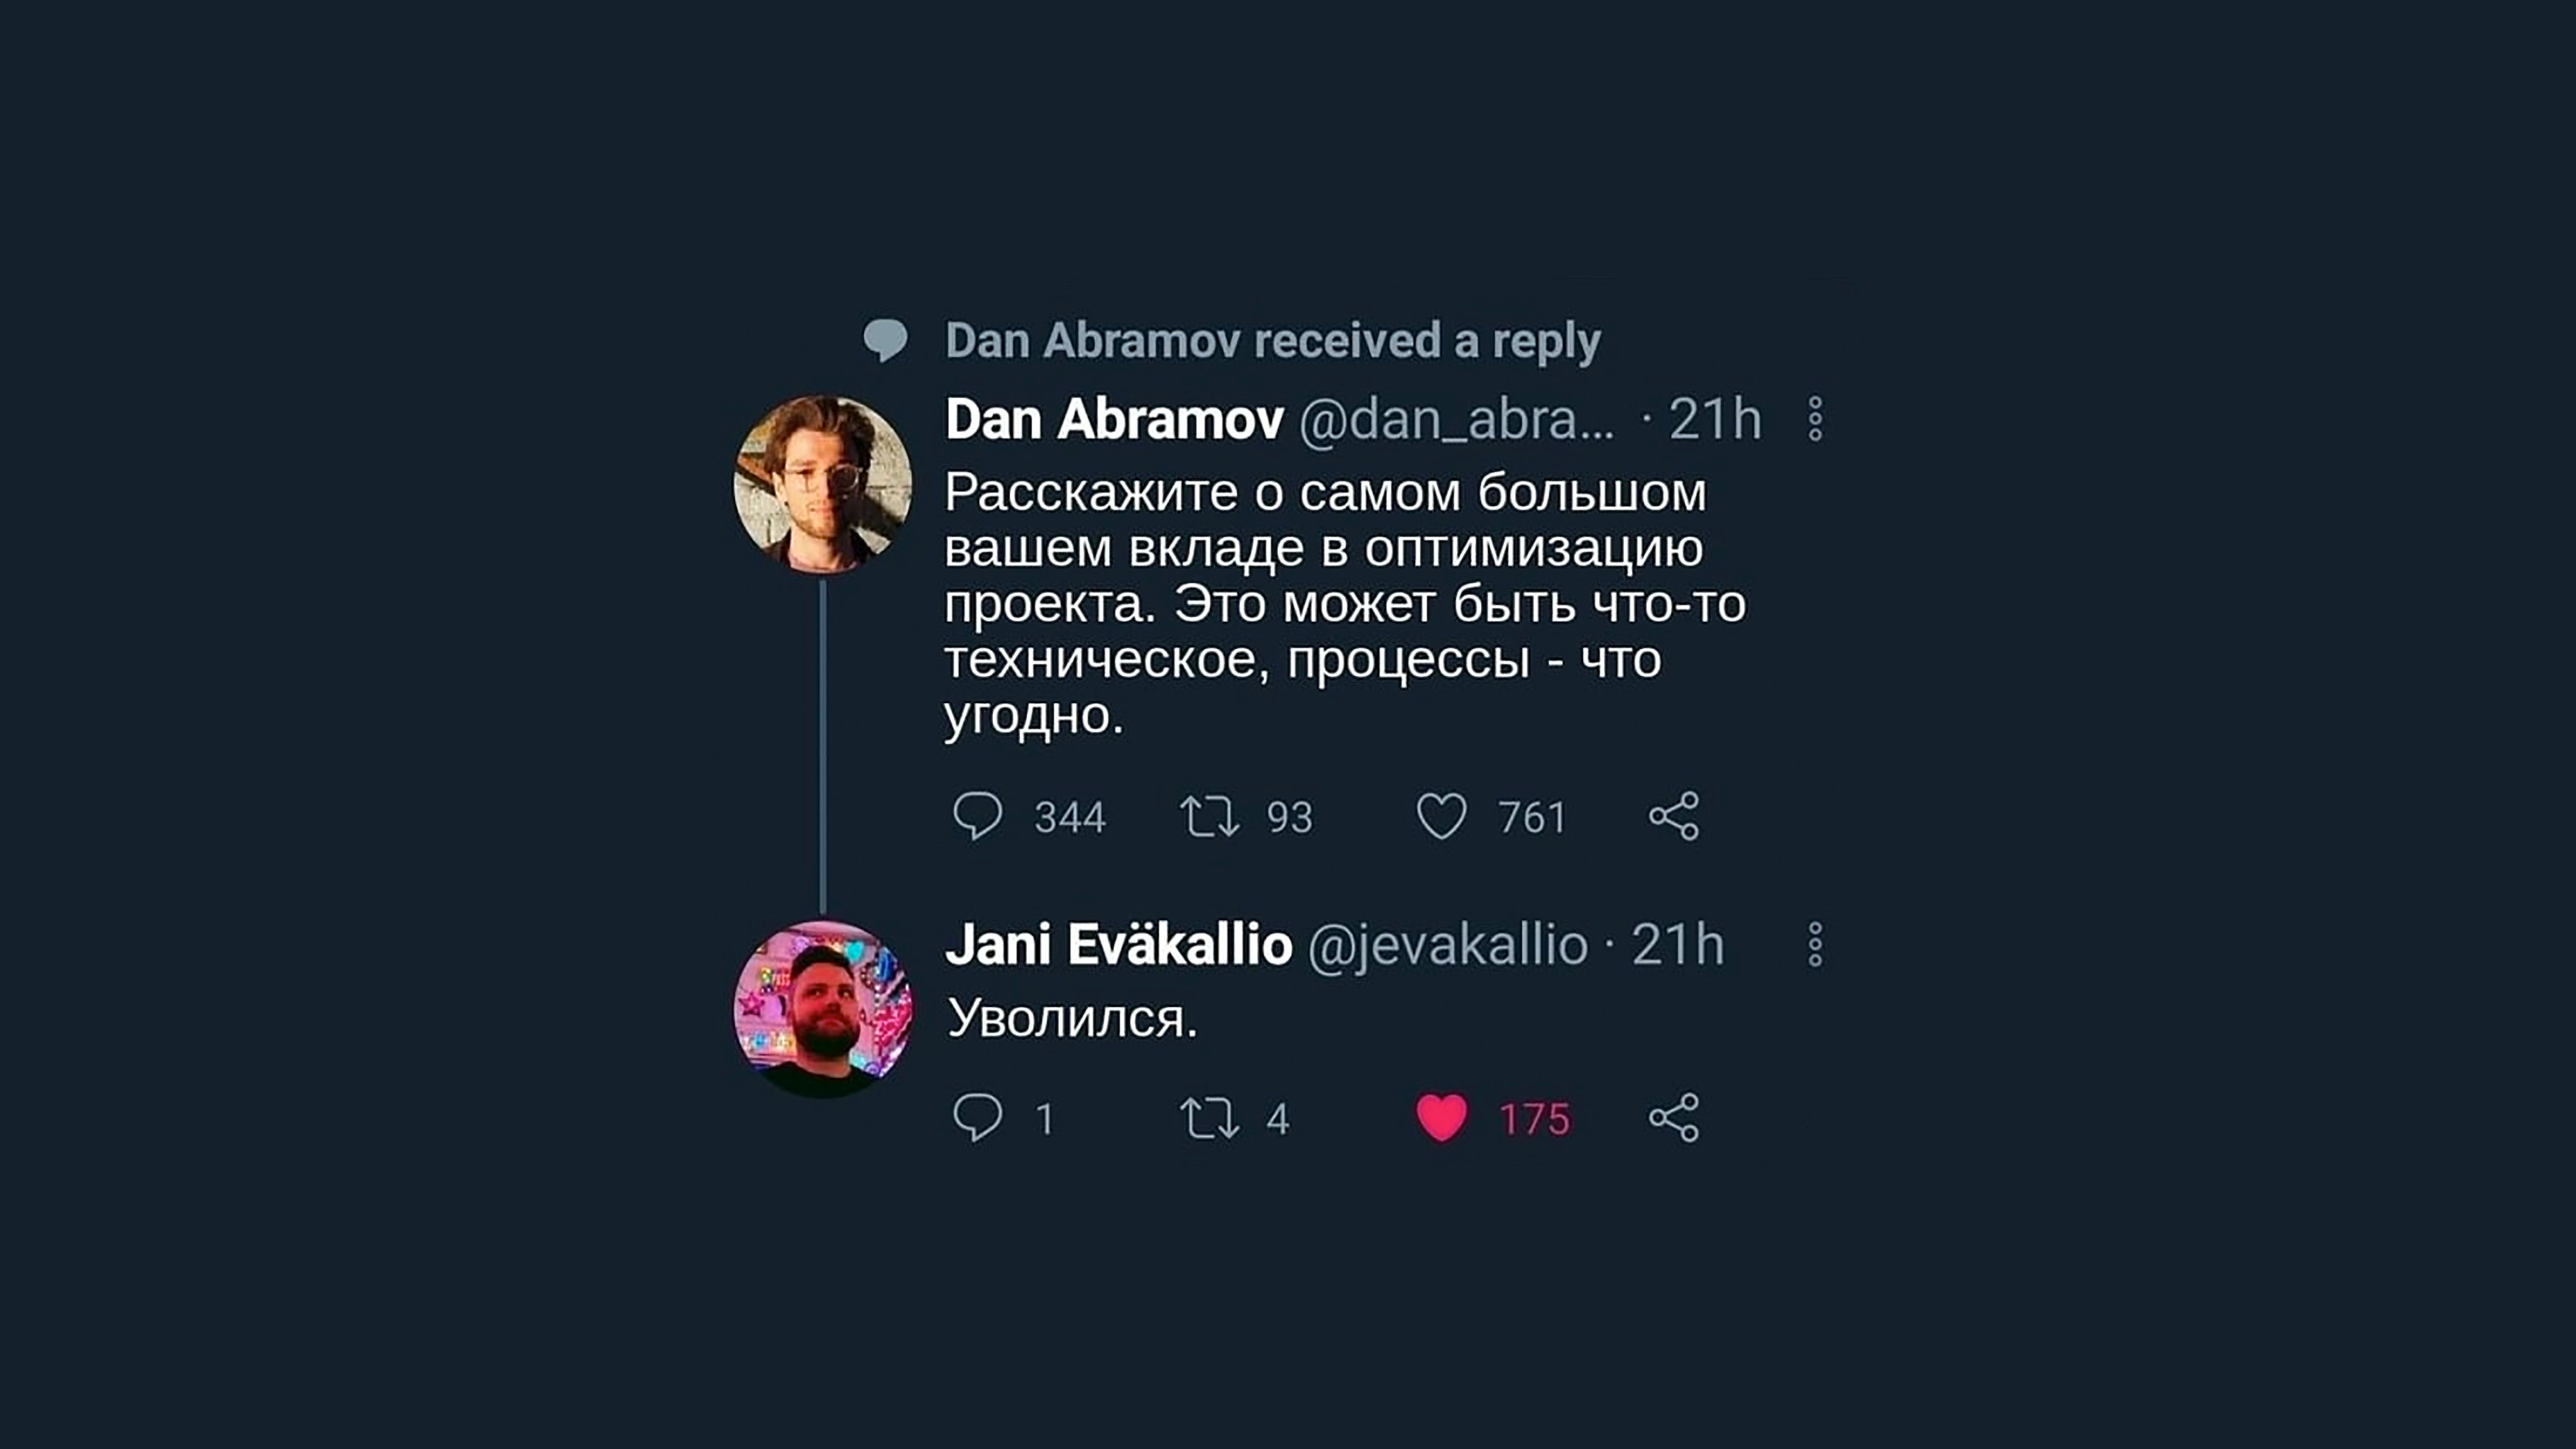 Dan Abramov received a reply
Dan Abramov @dan_abra... · 21h
Расскажите о самом большом
вашем вкладе в оптимизацию
проекта. Это может быть что-то
техническое, процессы - что
угодно.
344 93 761
Jani Eväkallio @jevakallio · 21h
Уволился.
1 4 175